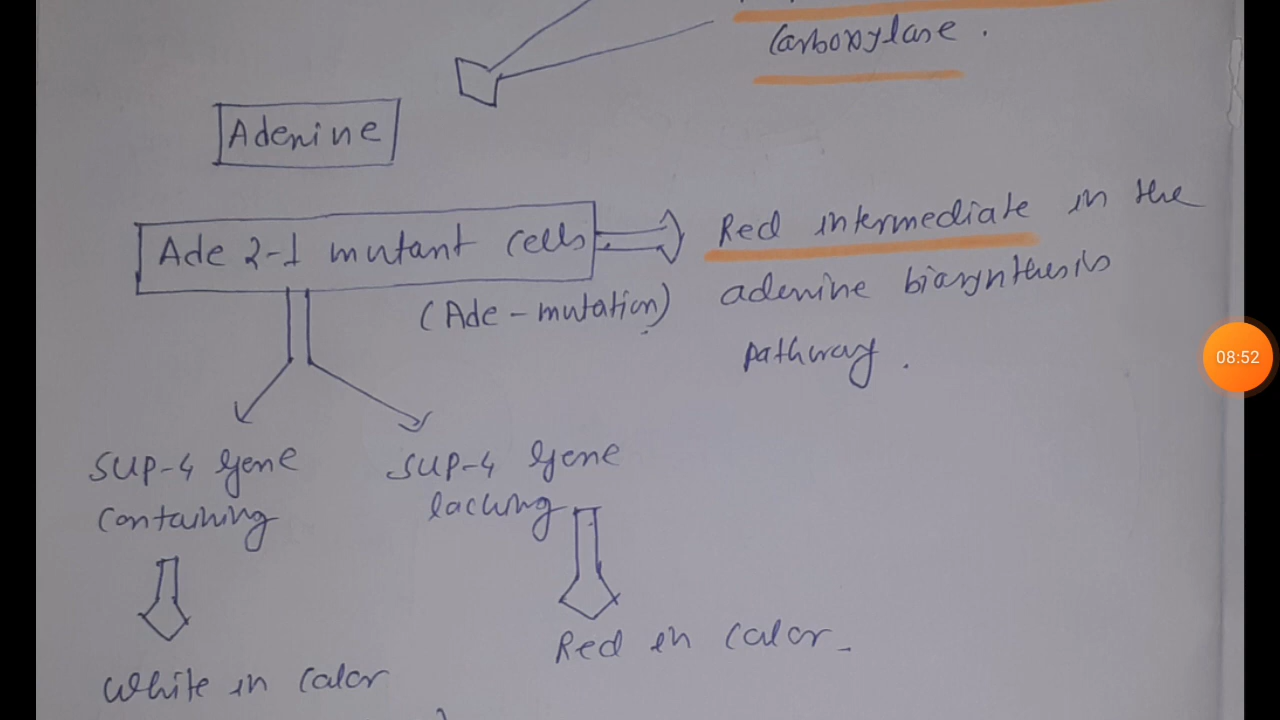 Carboxylase.
Adenine
Ade 2-1 mutant cells
Red intermediate in the
(Ade - mutation)
adenine biosynthesis
pathway.
08:52
SUP-4 gene
containing
SUP-4 gene
lacking
White in color
Red in color.